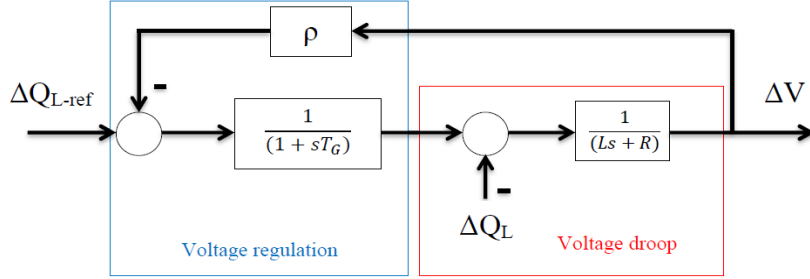 ρ
-
ΔQL-ref
ΔV
1
(1 + sTG)
1
(Ls + R)
-
ΔQL
Voltage regulation
Voltage droop